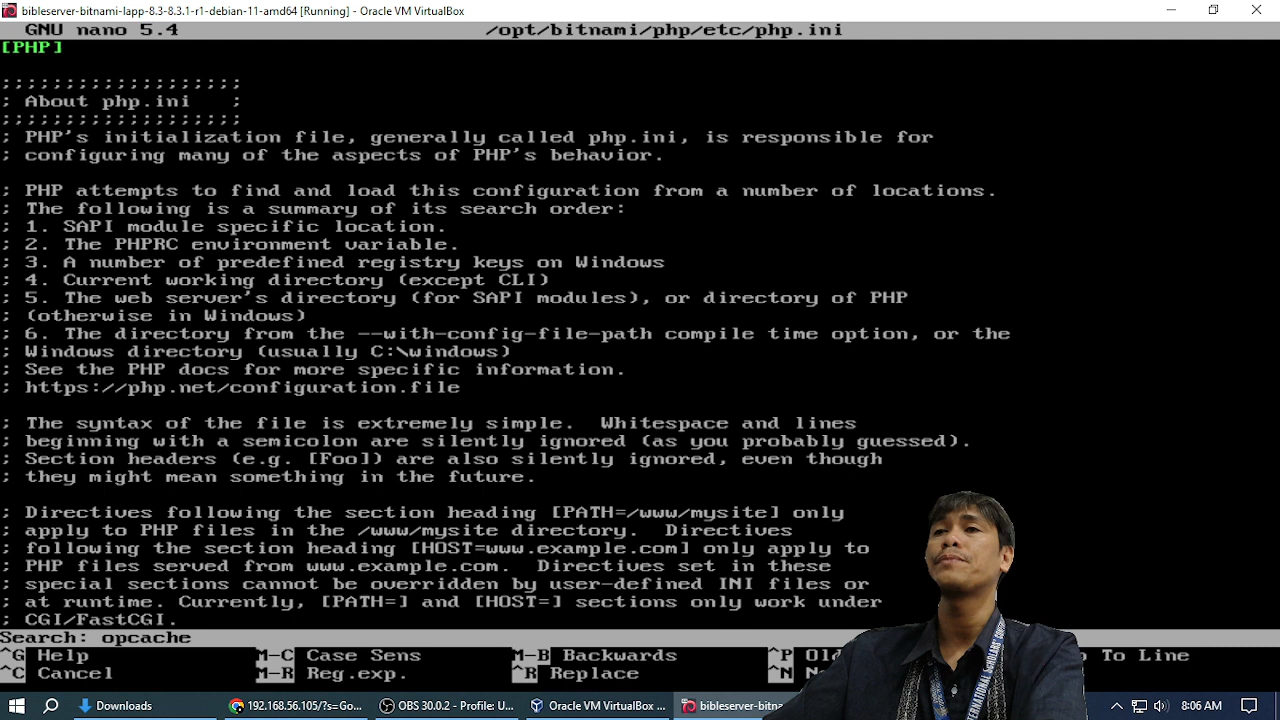 bibleserver-bitnami-lapp-8.3-8.3.1-r1-debian-11-amd64 [Running] - Oracle VM VirtualBox
GNU nano 5.4 /opt/bitnami/php/etc/php.ini
[PHP]
;;;;;;;;;;;;;;;;;;;
; About php.ini   ;
;;;;;;;;;;;;;;;;;;;
; PHP's initialization file, generally called php.ini, is responsible for
; configuring many of the aspects of PHP's behavior.
; PHP attempts to find and load this configuration from a number of locations.
; The following is a summary of its search order:
; 1. SAPI module specific location.
; 2. The PHPRC environment variable.
; 3. A number of predefined registry keys on Windows
; 4. Current working directory (except CLI)
; 5. The web server's directory (for SAPI modules), or directory of PHP
; (otherwise in Windows)
; 6. The directory from the --with-config-file-path compile time option, or the
; Windows directory (usually C:\windows)
; See the PHP docs for more specific information.
; https://php.net/configuration.file
; The syntax of the file is extremely simple.  Whitespace and lines
; beginning with a semicolon are silently ignored (as you probably guessed).
; Section headers (e.g. [Foo]) are also silently ignored, even though
; they might mean something in the future.
; Directives following the section heading [PATH=/www/mysite] only
; apply to PHP files in the /www/mysite directory.  Directives
; following the section heading [HOST=www.example.com] only apply to
; PHP files served from www.example.com.  Directives set in these
; special sections cannot be overridden by user-defined INI files or
; at runtime. Currently, [PATH=] and [HOST=] sections only work under
; CGI/FastCGI.
Search: opcache
^G Help M-C Case Sens M-B Backwards ^P Old To Line
^C Cancel M-R Reg.exp. ^R Replace ^N
Downloads 192.168.56.105/?s=Go... OBS 30.0.2 - Profile: U... Oracle VM VirtualBox ... bibleserver-bitna 8:06 AM